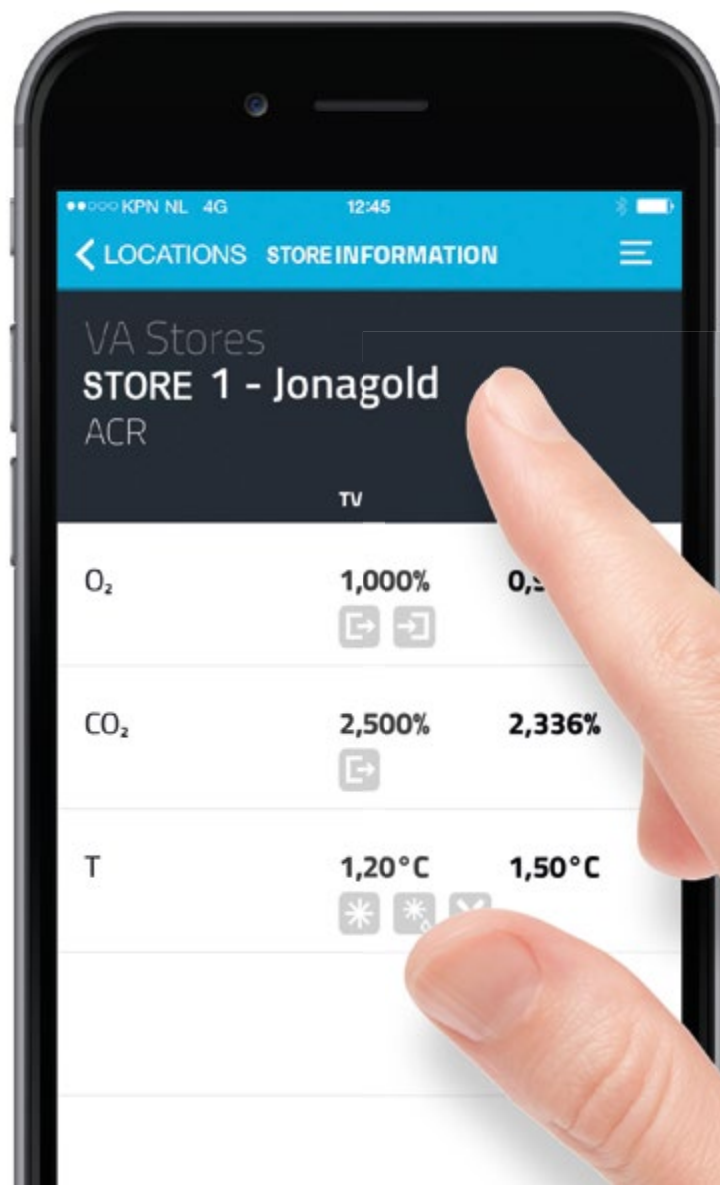 KPN NL 4G 12:45
LOCATIONS STORE INFORMATION
VA Stores
STORE 1 - Jonagold
ACR
TV
O₂ 1,000%
CO₂ 2,500% 2,336%
T 1,20°C 1,50°C